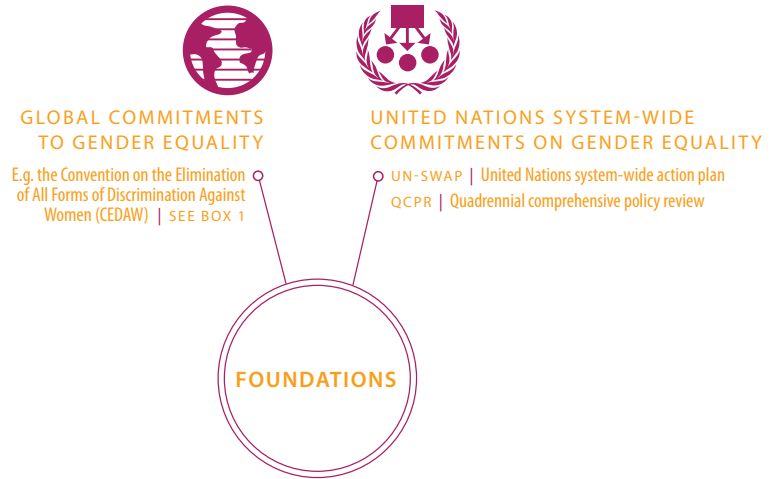 GLOBAL COMMITMENTS
TO GENDER EQUALITY
E.g. the Convention on the Elimination
of All Forms of Discrimination Against
Women (CEDAW) | SEE BOX 1
UNITED NATIONS SYSTEM-WIDE
COMMITMENTS ON GENDER EQUALITY
UN-SWAP | United Nations system-wide action plan
QCPR | Quadrennial comprehensive policy review
FOUNDATIONS